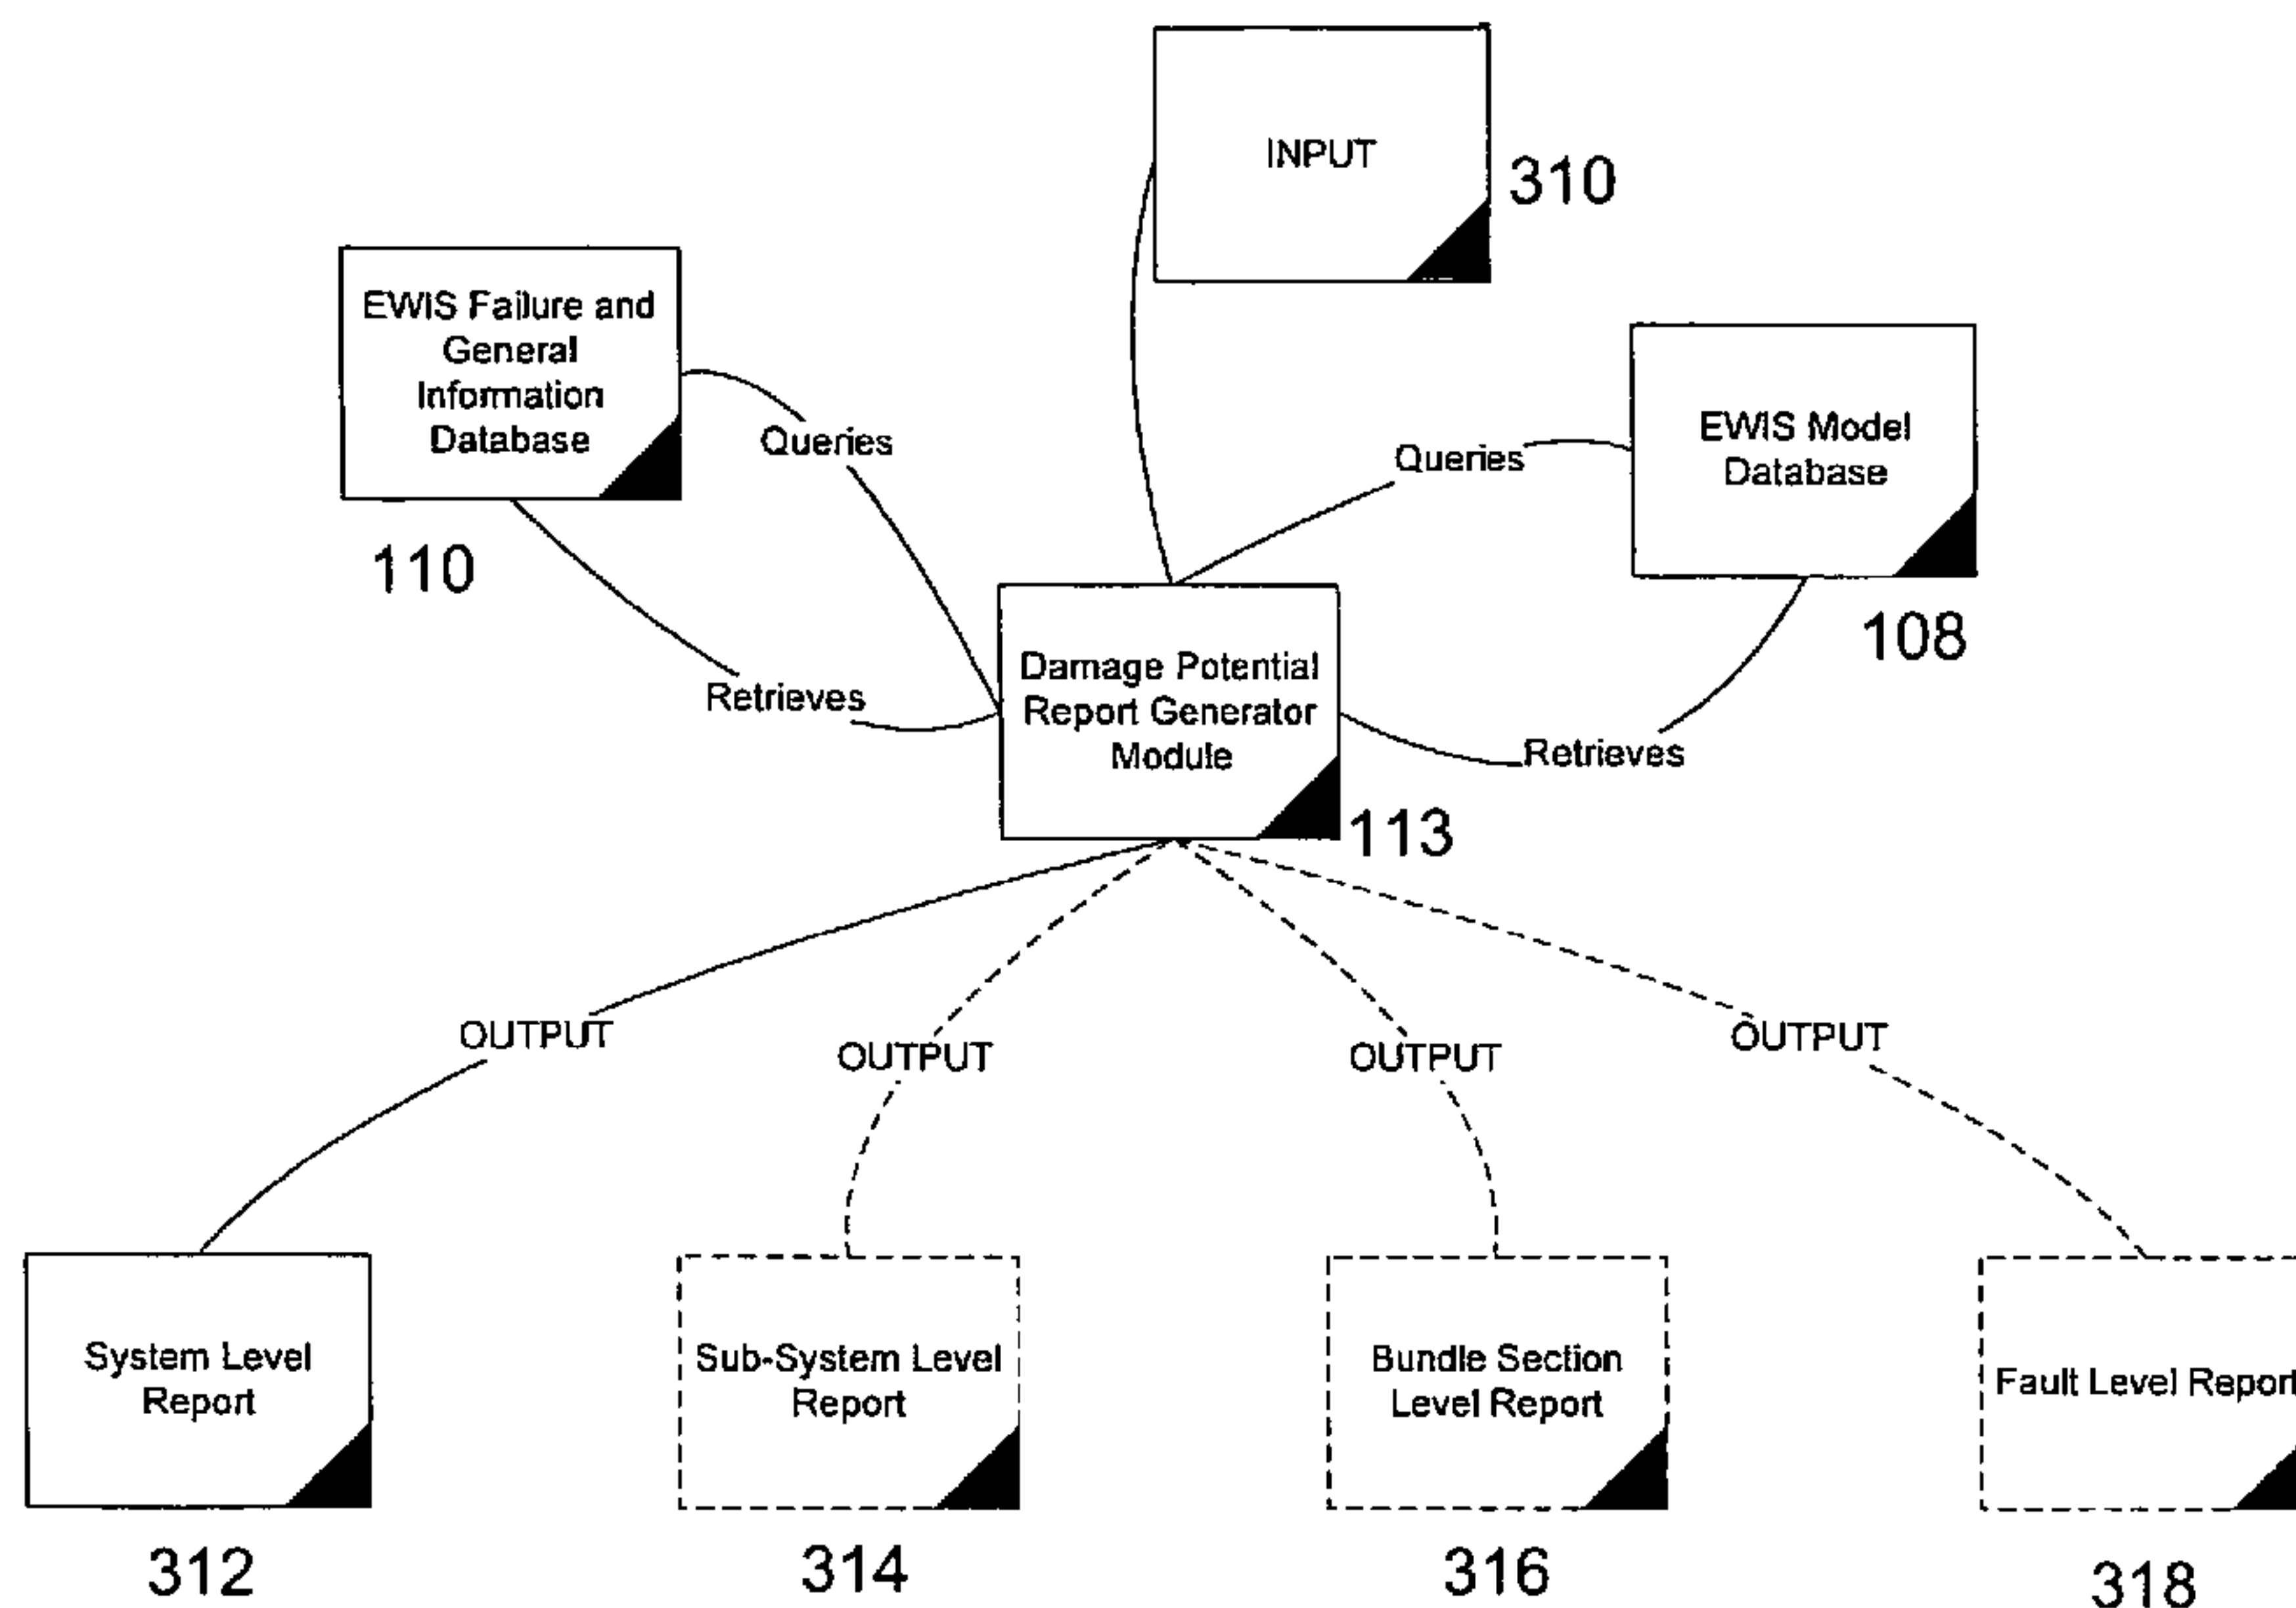 INPUT
310
EWIS Failure and
General
Information
Database
110
Queries
Retrieves
Queries
EWIS Model
Database
108
Retrieves
Damage Potential
Report Generator
Module
113
OUTPUT
OUTPUT
OUTPUT
OUTPUT
System Level
Report
312
Sub-System Level
Report
314
Bundle Section
Level Report
316
Fault Level Report
318